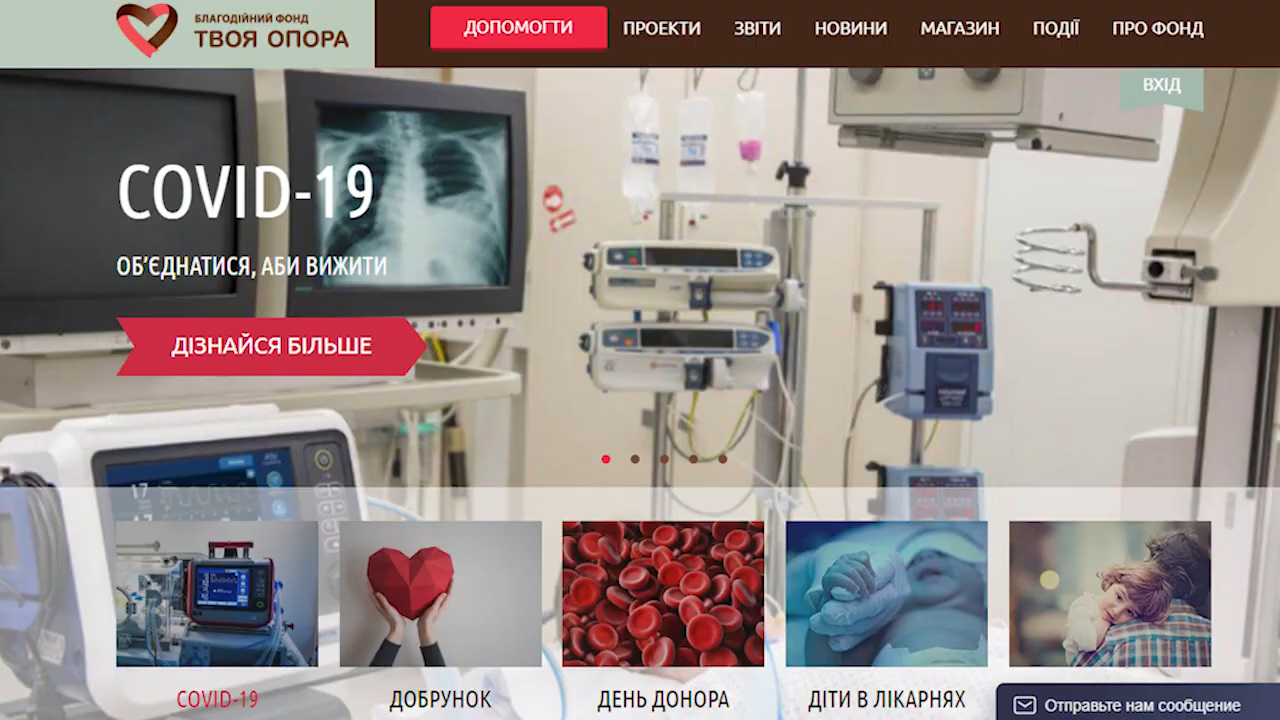 БЛАГОДІЙНИЙ ФОНД
ТВОЯ ОПОРА
ДОПОМОГТИ
ПРОЕКТИ
ЗВІТИ
НОВИНИ
МАГАЗИН
ПОДІЇ
ПРО ФОНД
ВХІД
COVID-19
ОБ’ЄДНАТИСЯ, АБИ ВИЖИТИ
ДІЗНАЙСЯ БІЛЬШЕ
COVID-19
ДОБРУНОК
ДЕНЬ ДОНОРА
ДІТИ В ЛІКАРНЯХ
Отправьте нам сообщение